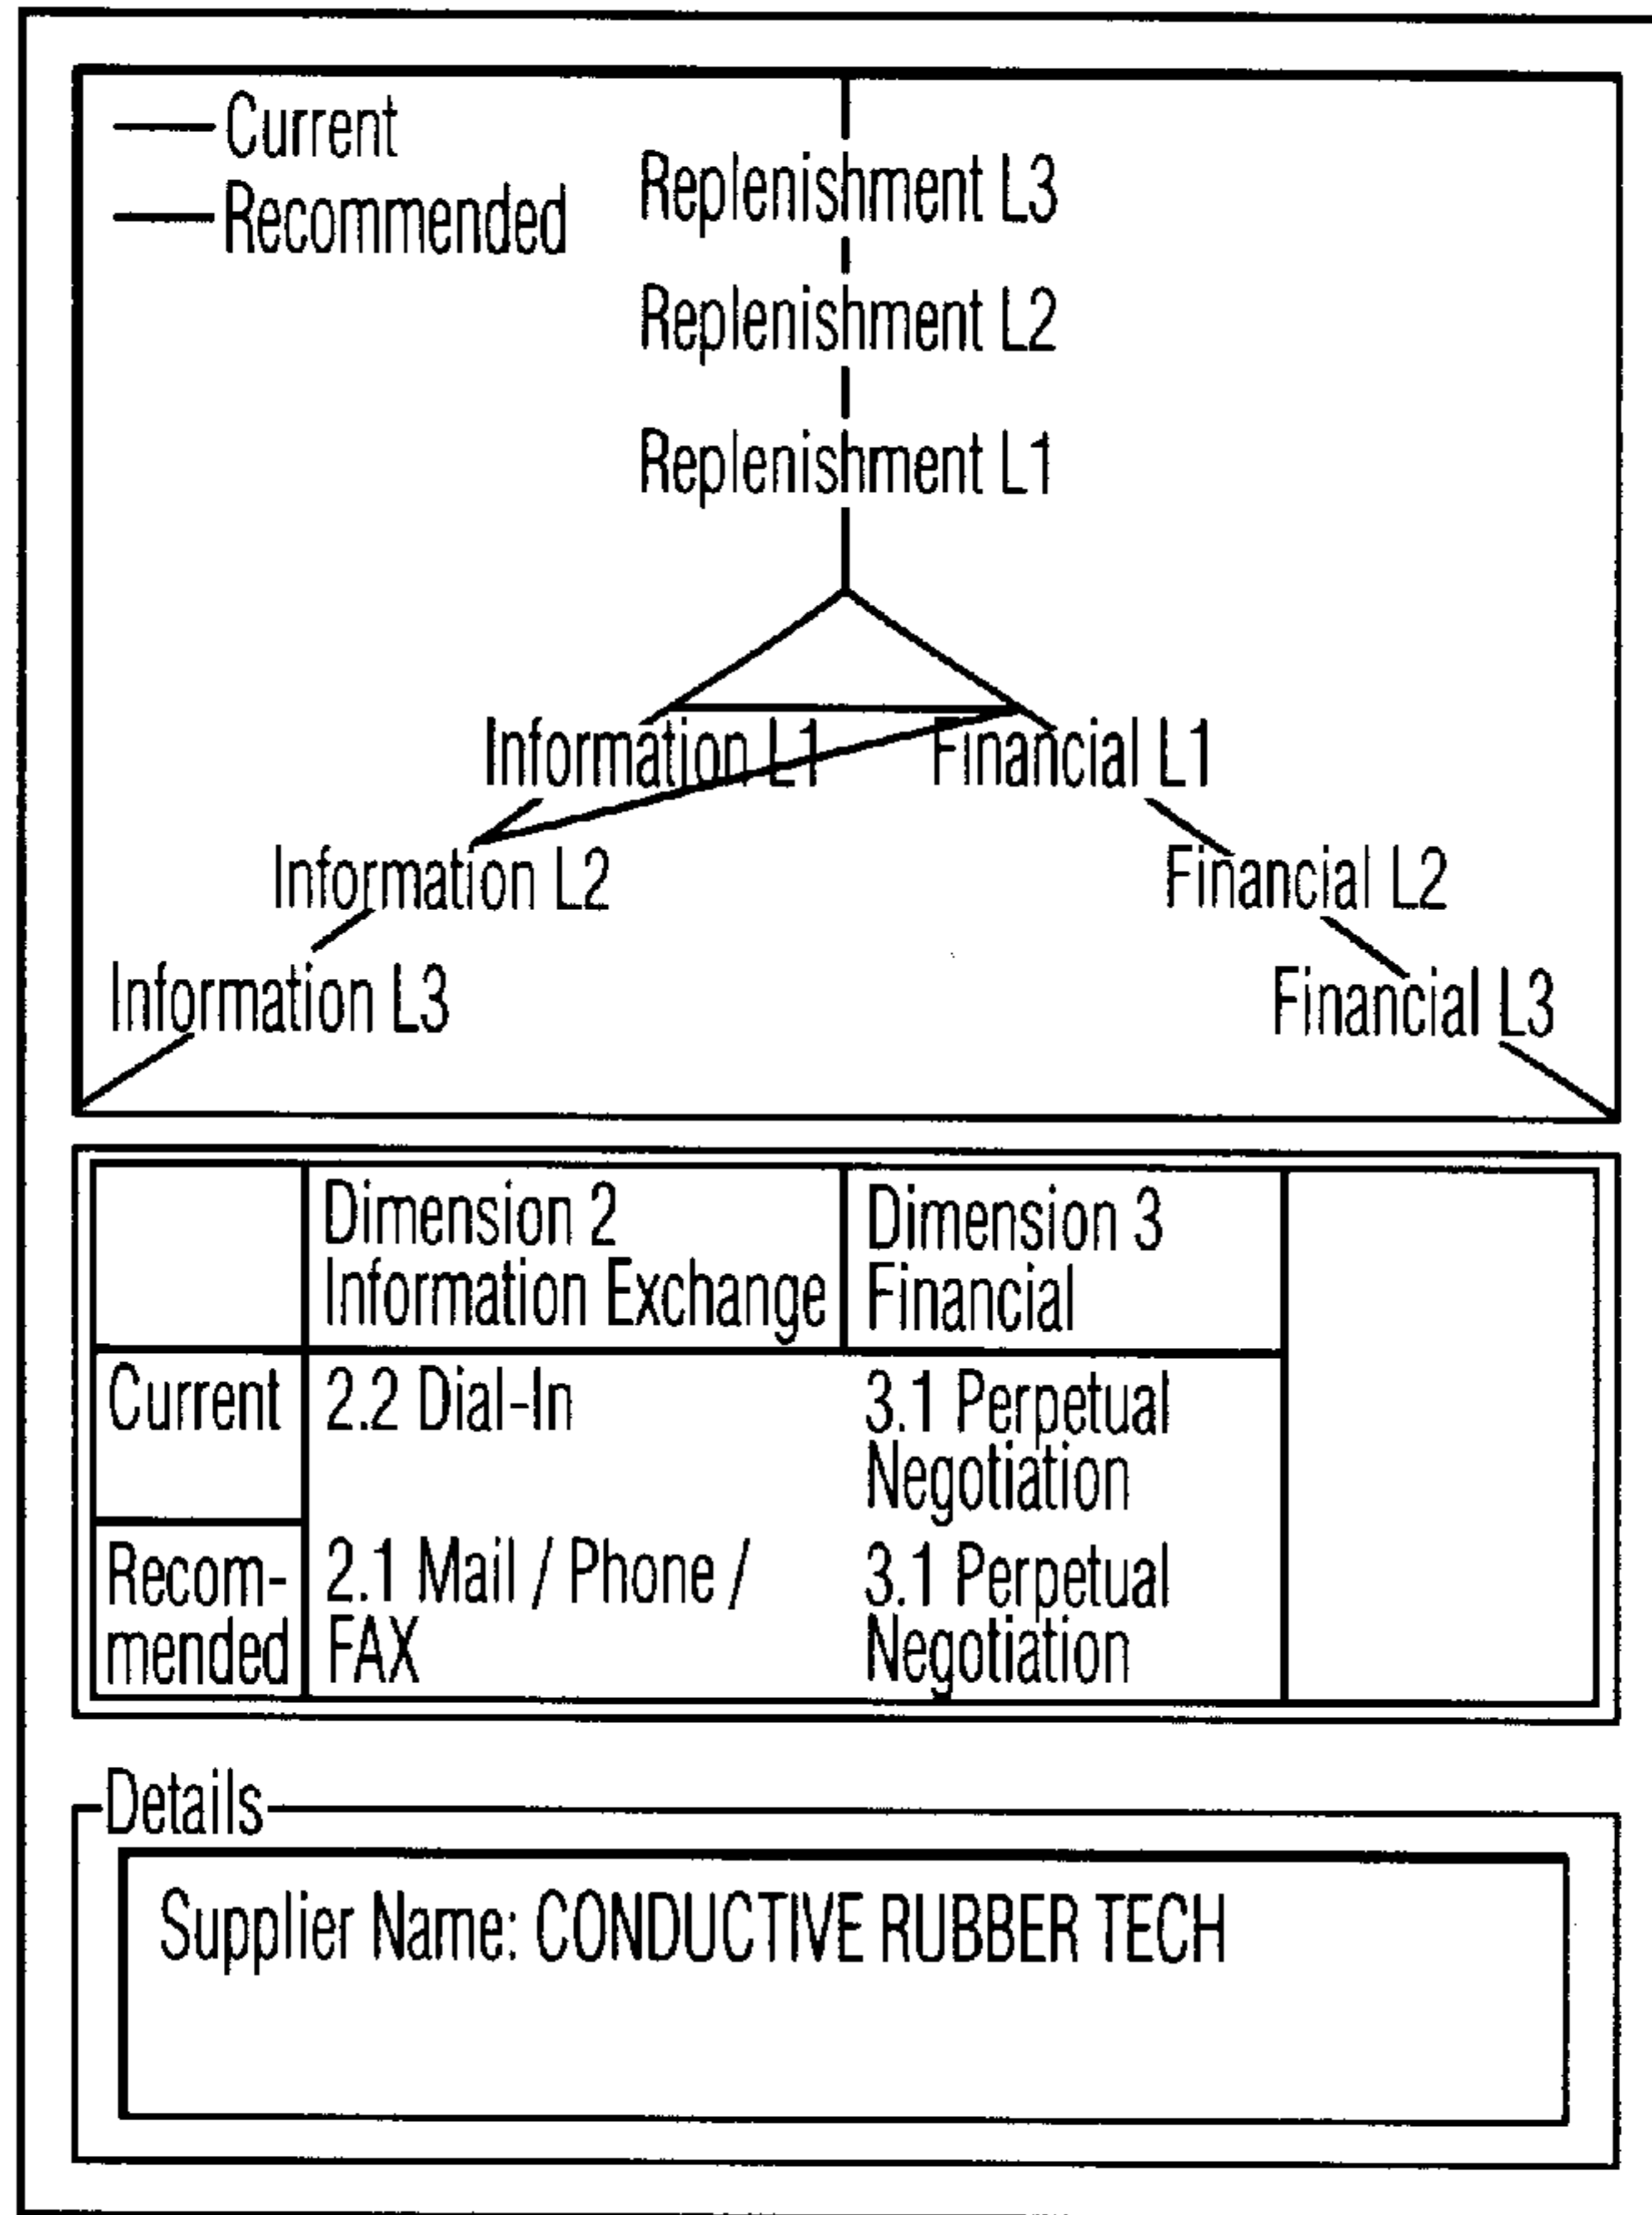 Current
Recommended
Replenishment L3
Replenishment L2
Replenishment L1
Information L1
Financial L1
Information L2
Financial L2
Information L3
Financial L3
Dimension 2
Information Exchange
Dimension 3
Financial
Current
2.2 Dial-In
3.1 Perpetual
Negotiation
Recom-
mended
2.1 Mail / Phone /
FAX
3.1 Perpetual
Negotiation
Details
Supplier Name: CONDUCTIVE RUBBER TECH